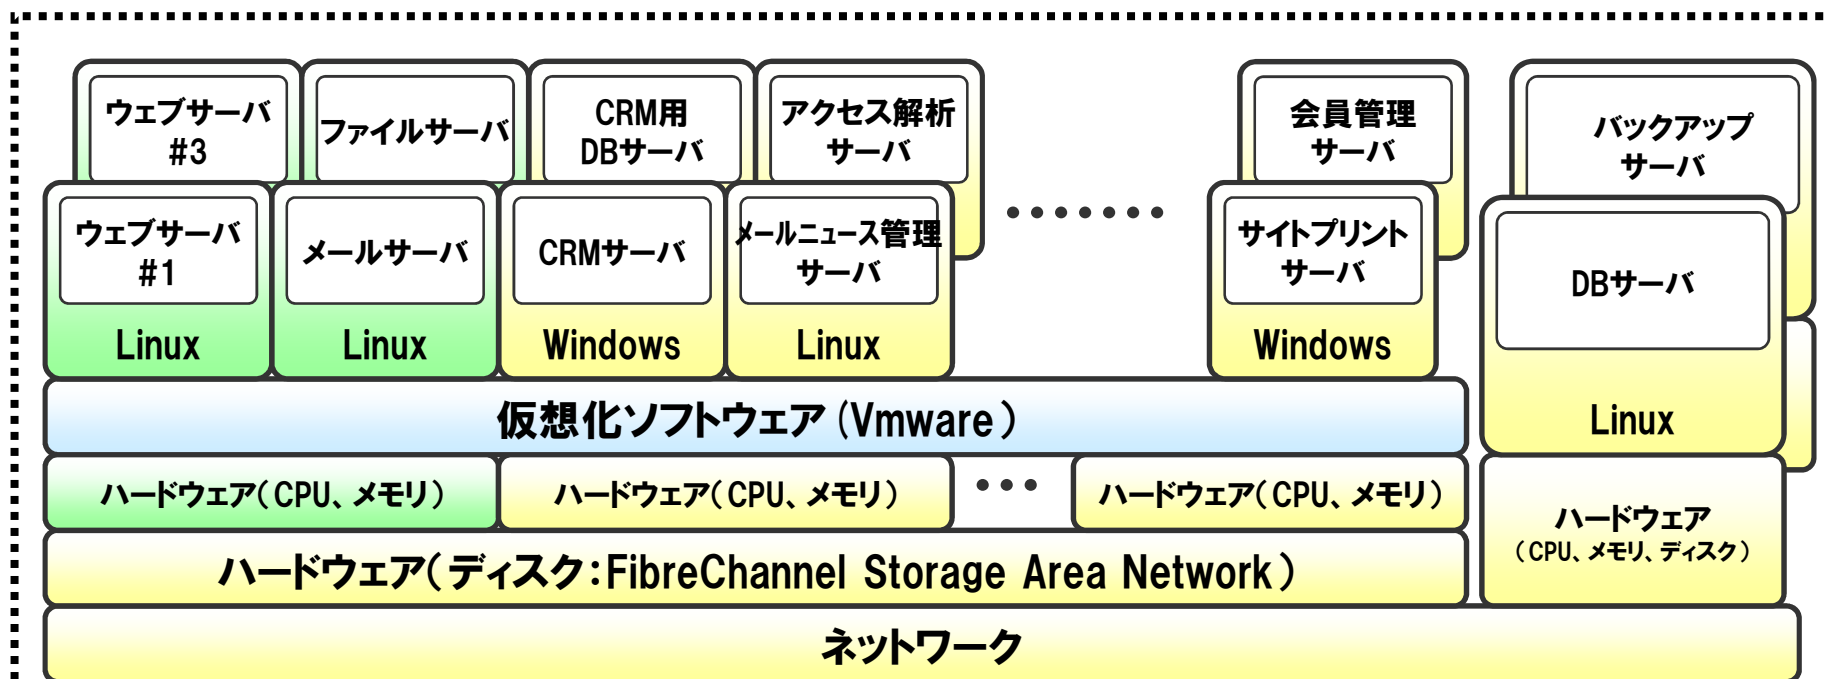 ウェブサーバ
#3
ファイルサーバ
CRM用
DBサーバ
アクセス解析
サーバ
会員管理
サーバ
バックアップ
サーバ
ウェブサーバ
#1
Linux
メールサーバ
Linux
CRMサーバ
Windows
メールニュース管理
サーバ
Linux
・・・・・・・
サイトプリント
サーバ
Windows
DBサーバ
Linux
仮想化ソフトウェア(Vmware)
ハードウェア(CPU、メモリ)
ハードウェア(CPU、メモリ)
・・・
ハードウェア(CPU、メモリ)
ハードウェア
(CPU、メモリ、ディスク)
ハードウェア(ディスク:FibreChannel Storage Area Network)
ネットワーク